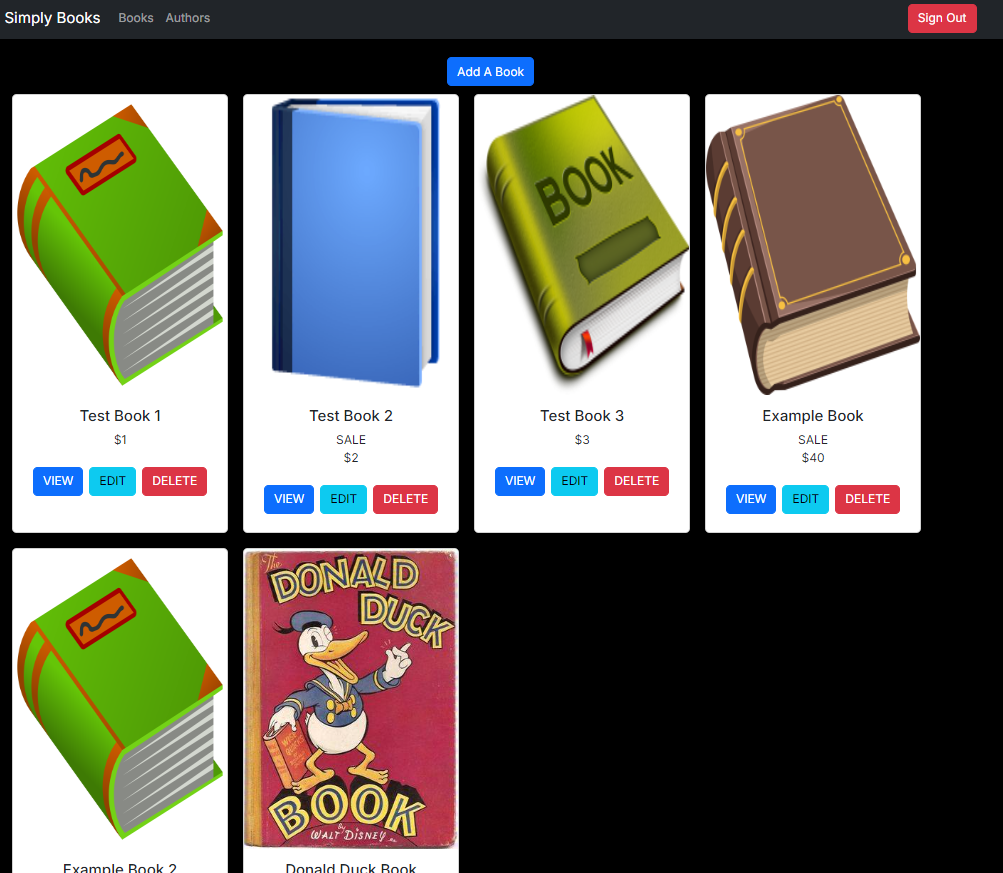 Simply Books Books Authors Sign Out
Add A Book
BOOK
Test Book 1
$1
VIEW EDIT DELETE
Test Book 2
SALE
$2
VIEW EDIT DELETE
Test Book 3
$3
VIEW EDIT DELETE
Example Book
SALE
$40
VIEW EDIT DELETE
Example Book 2
The
DONALD
DUCK
BOOK
by
WALT DISNEY
Donald Duck Book